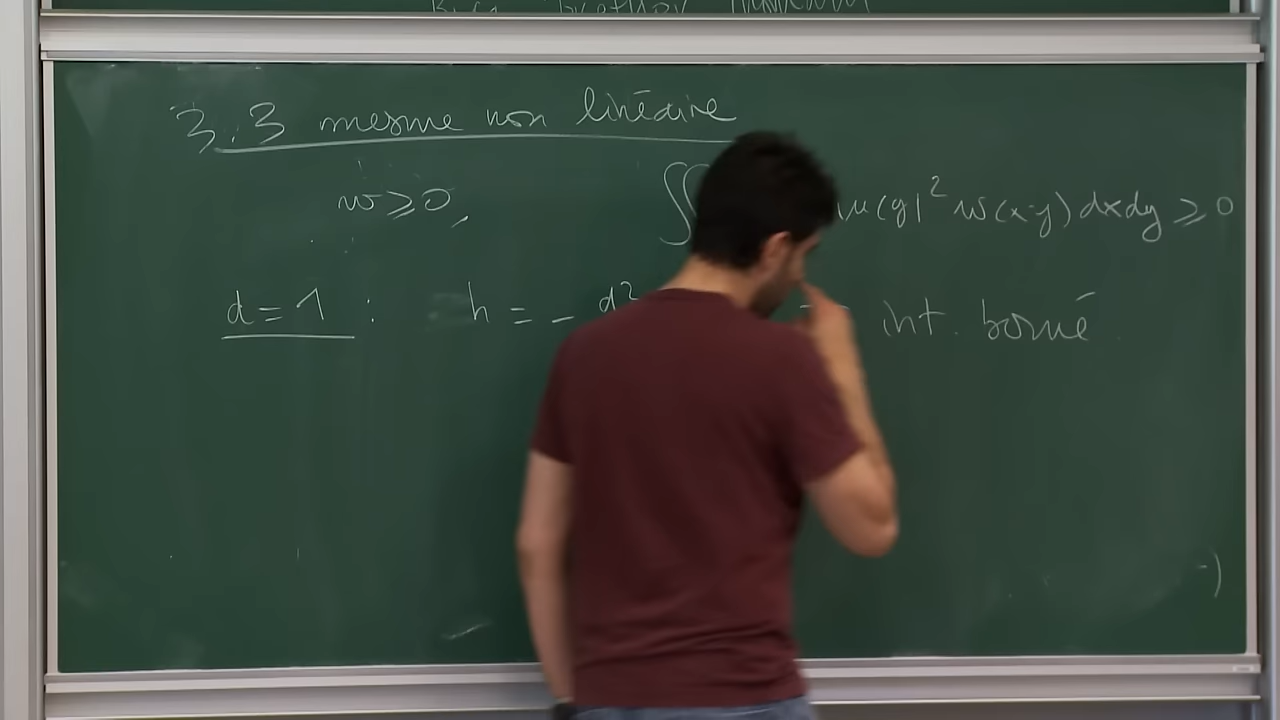 3.3 mesure non linéaire
w ≥ 0, ∬ |u(y)|² w(x-y) dx dy ≥ 0
d = 1 : h = - d² int. borné